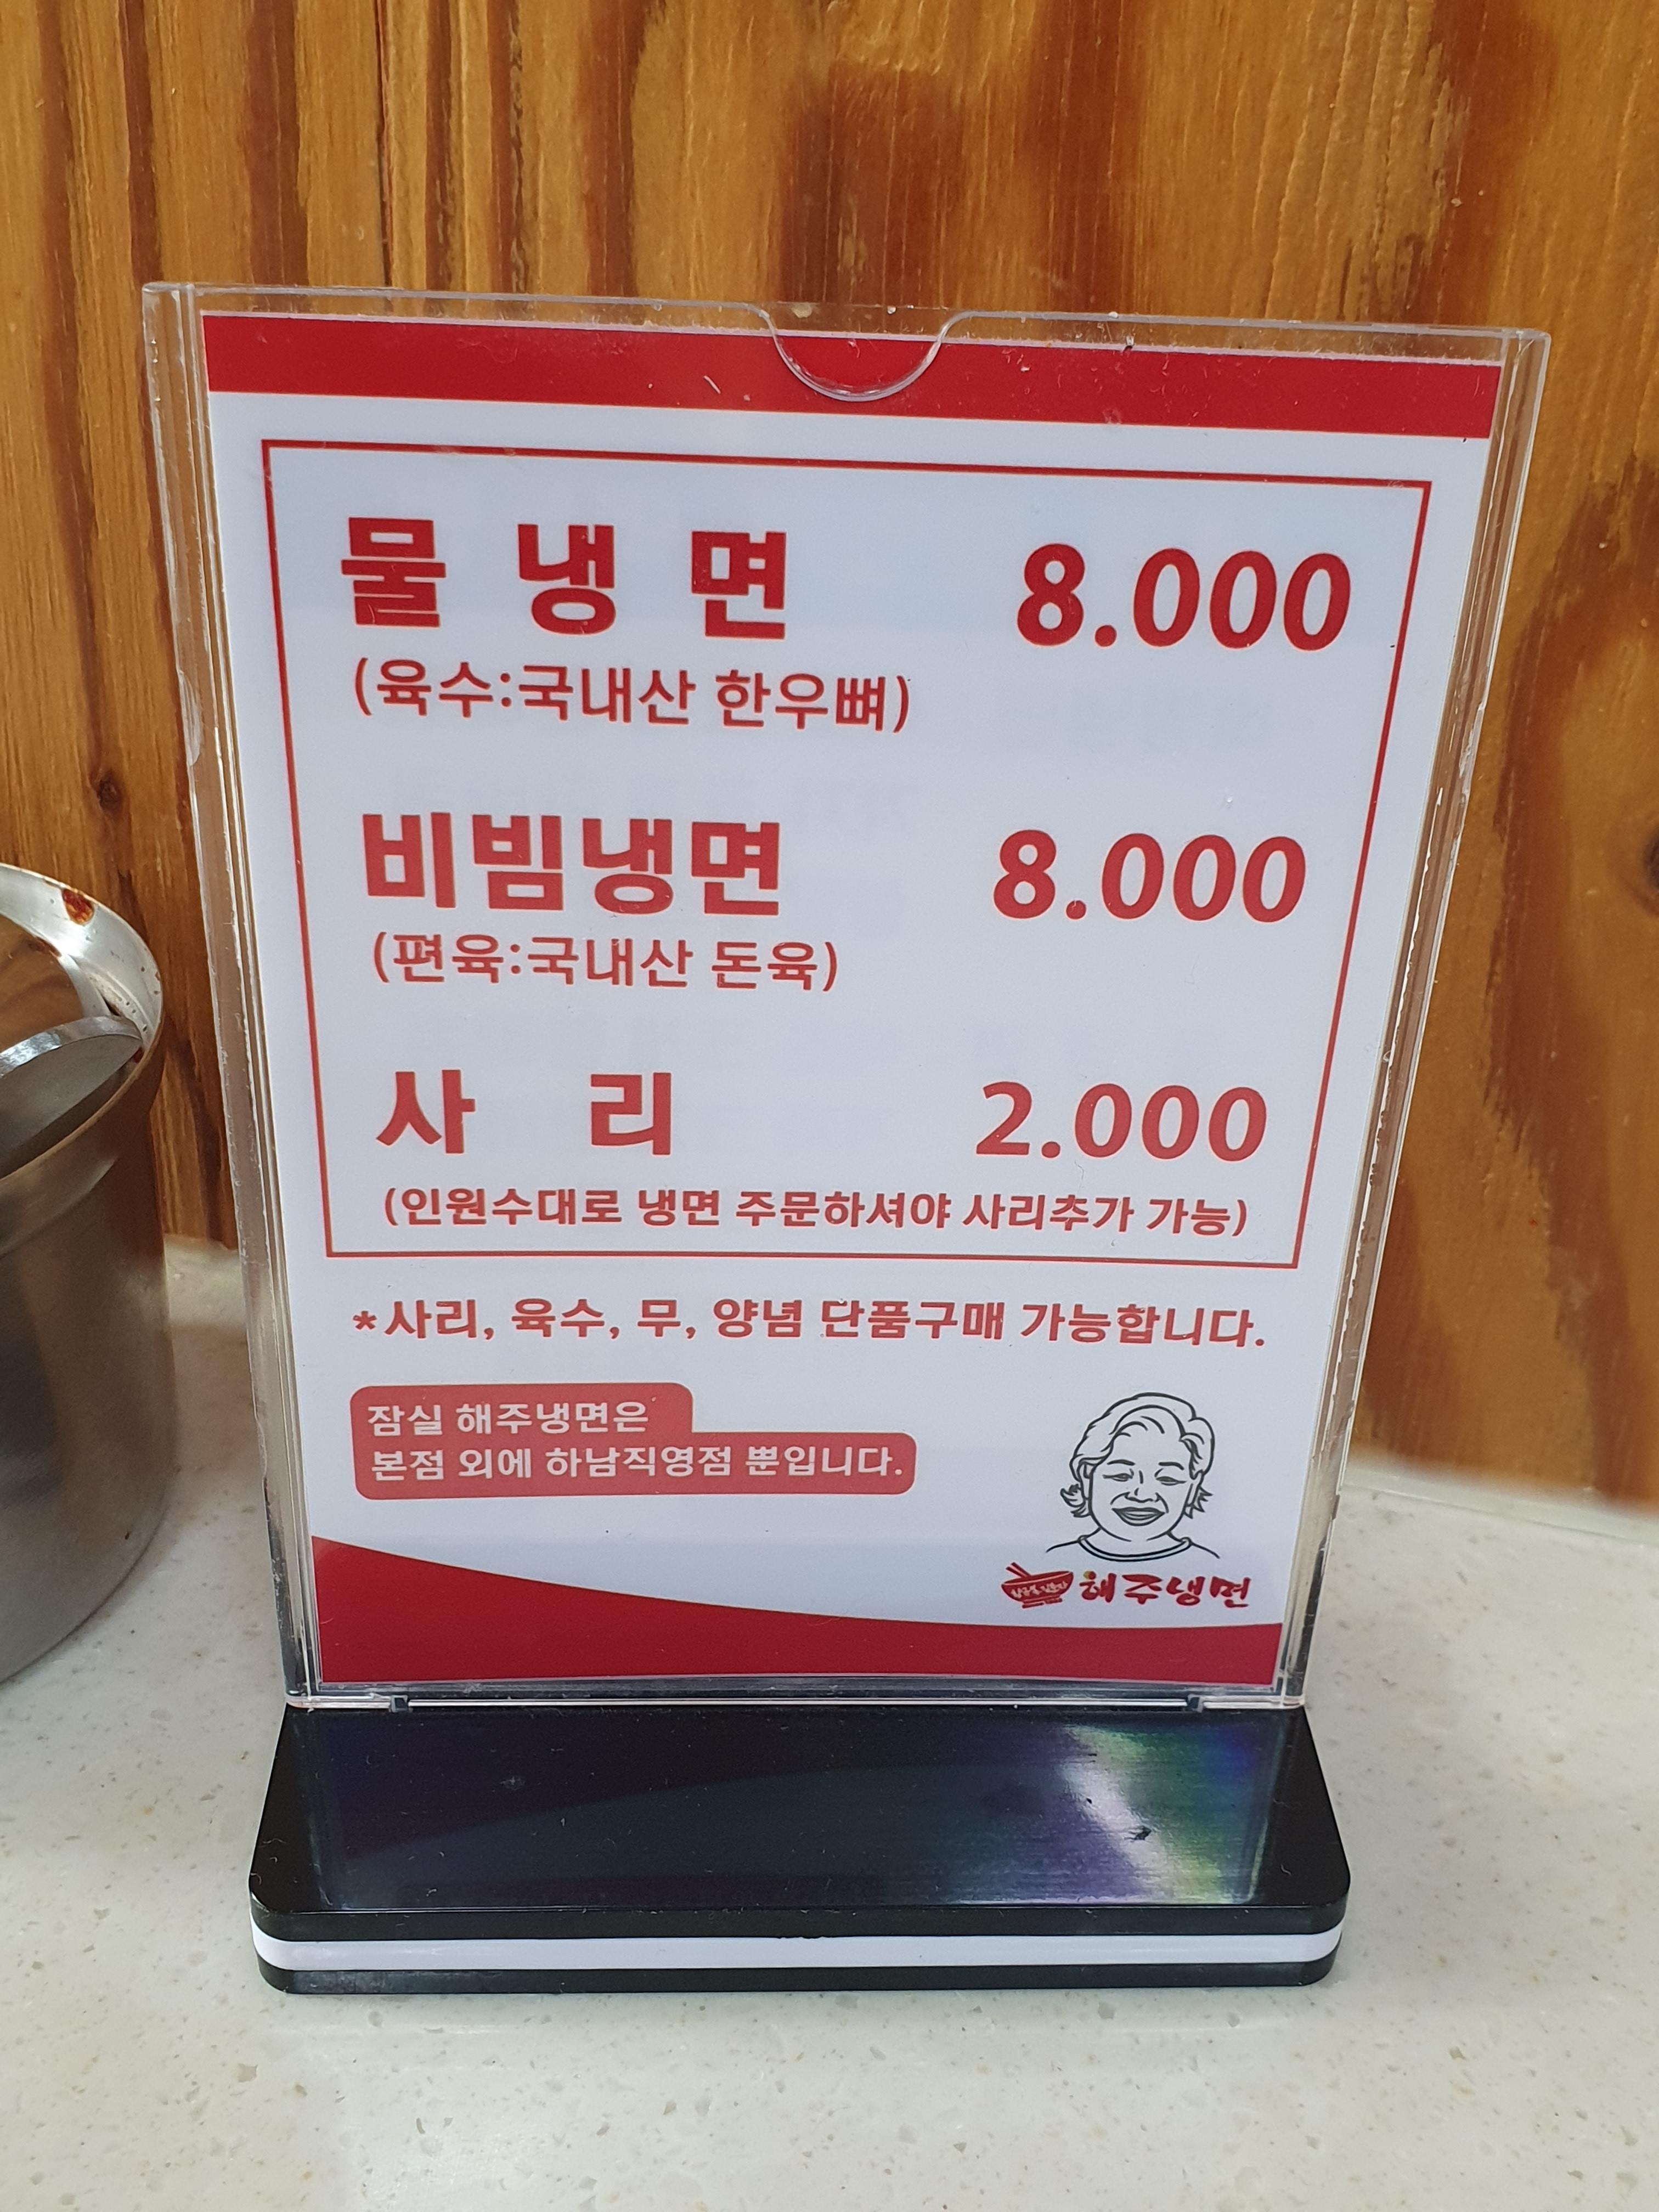 물 냉 면 8.000
(육수:국내산 한우뼈)
비빔냉면 8.000
(편육:국내산 돈육)
사 리 2.000
(인원수대로 냉면 주문하셔야 사리추가 가능)
*사리, 육수, 무, 양념 단품구매 가능합니다.
잠실 해주냉면은
본점 외에 하남직영점 뿐입니다.
해주냉면